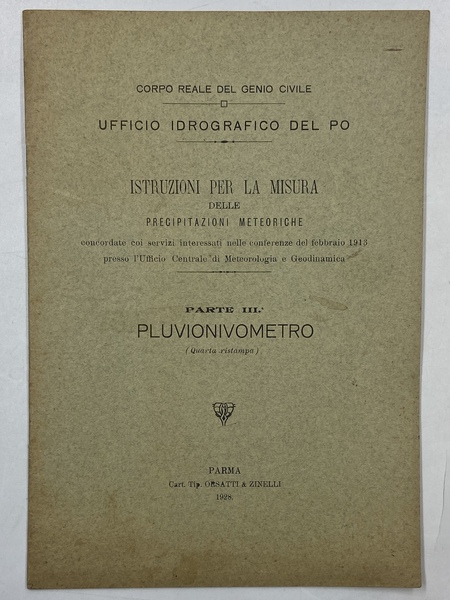 CORPO REALE DEL GENIO CIVILE
UFFICIO IDROGRAFICO DEL PO
ISTRUZIONI PER LA MISURA
DELLE
PRECIPITAZIONI METEORICHE
concordate coi servizi interessati nelle conferenze del febbraio 1913
presso l'Ufficio Centrale di Meteorologia e Geodinamica
PARTE III.ª
PLUVIONIVOMETRO
(Quarta ristampa)
PARMA
Cart. Tip. ORSATTI & ZINELLI
1928.